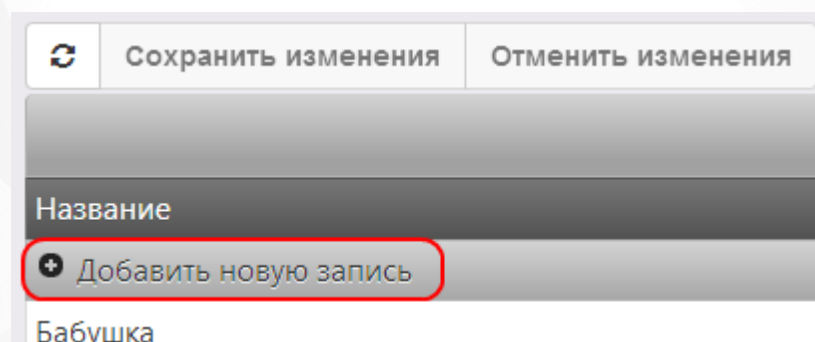 Сохранить изменения Отменить изменения
Название
Добавить новую запись
Бабушка